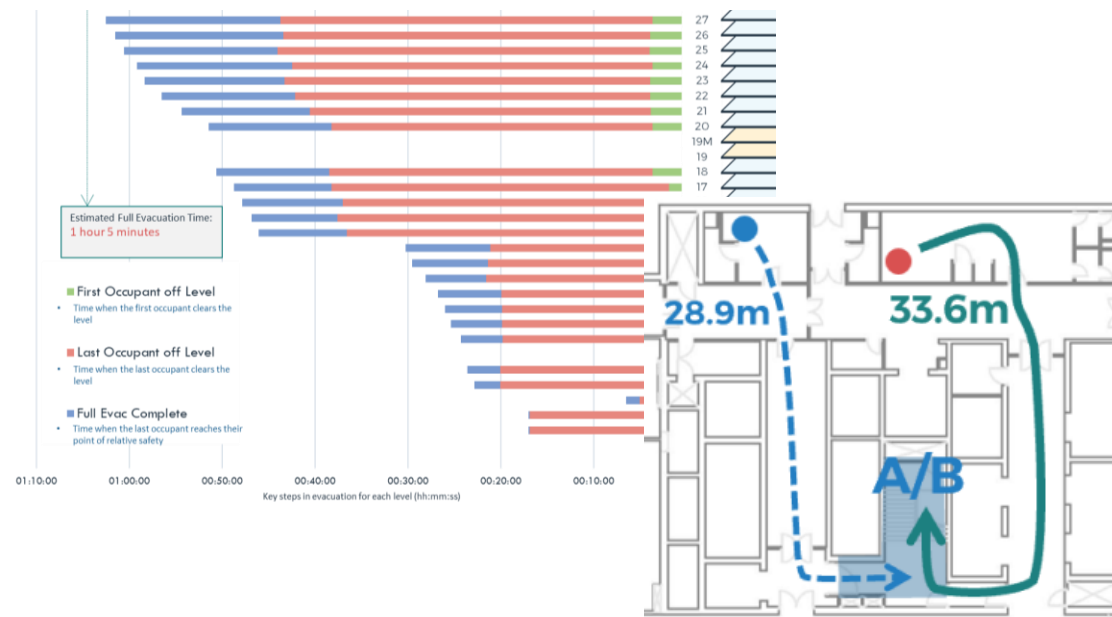 27
26
25
24
23
22
21
20
19M
19
18
17
Estimated Full Evacuation Time:
1 hour 5 minutes
First Occupant off Level
• Time when the first occupant clears the
level
Last Occupant off Level
• Time when the last occupant clears the
level
Full Evac Complete
• Time when the last occupant reaches their
point of relative safety
01:10:00 01:00:00 00:50:00 00:40:00 00:30:00 00:20:00 00:10:00
Key steps in evacuation for each level (hh:mm:ss)
28.9m
33.6m
A/B